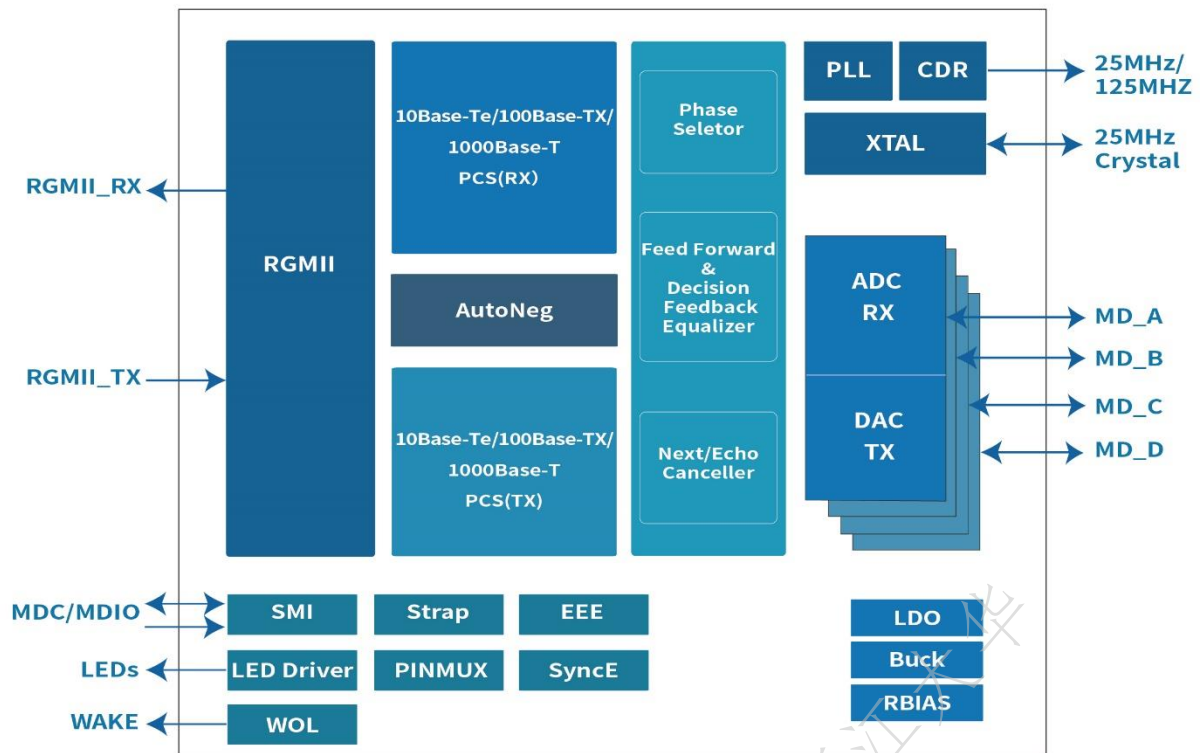 RGMII_RX
RGMII_TX
RGMII
10Base-Te/100Base-TX/
1000Base-T
PCS(RX)
AutoNeg
10Base-Te/100Base-TX/
1000Base-T
PCS(TX)
Phase
Seletor
Feed Forward
&
Decision
Feedback
Equalizer
Next/Echo
Canceller
PLL
CDR
25MHz/
125MHZ
XTAL
25MHz
Crystal
ADC
RX
DAC
TX
MD_A
MD_B
MD_C
MD_D
MDC/MDIO
SMI
Strap
EEE
LEDs
LED Driver
PINMUX
SyncE
WAKE
WOL
LDO
Buck
RBIAS
江大华